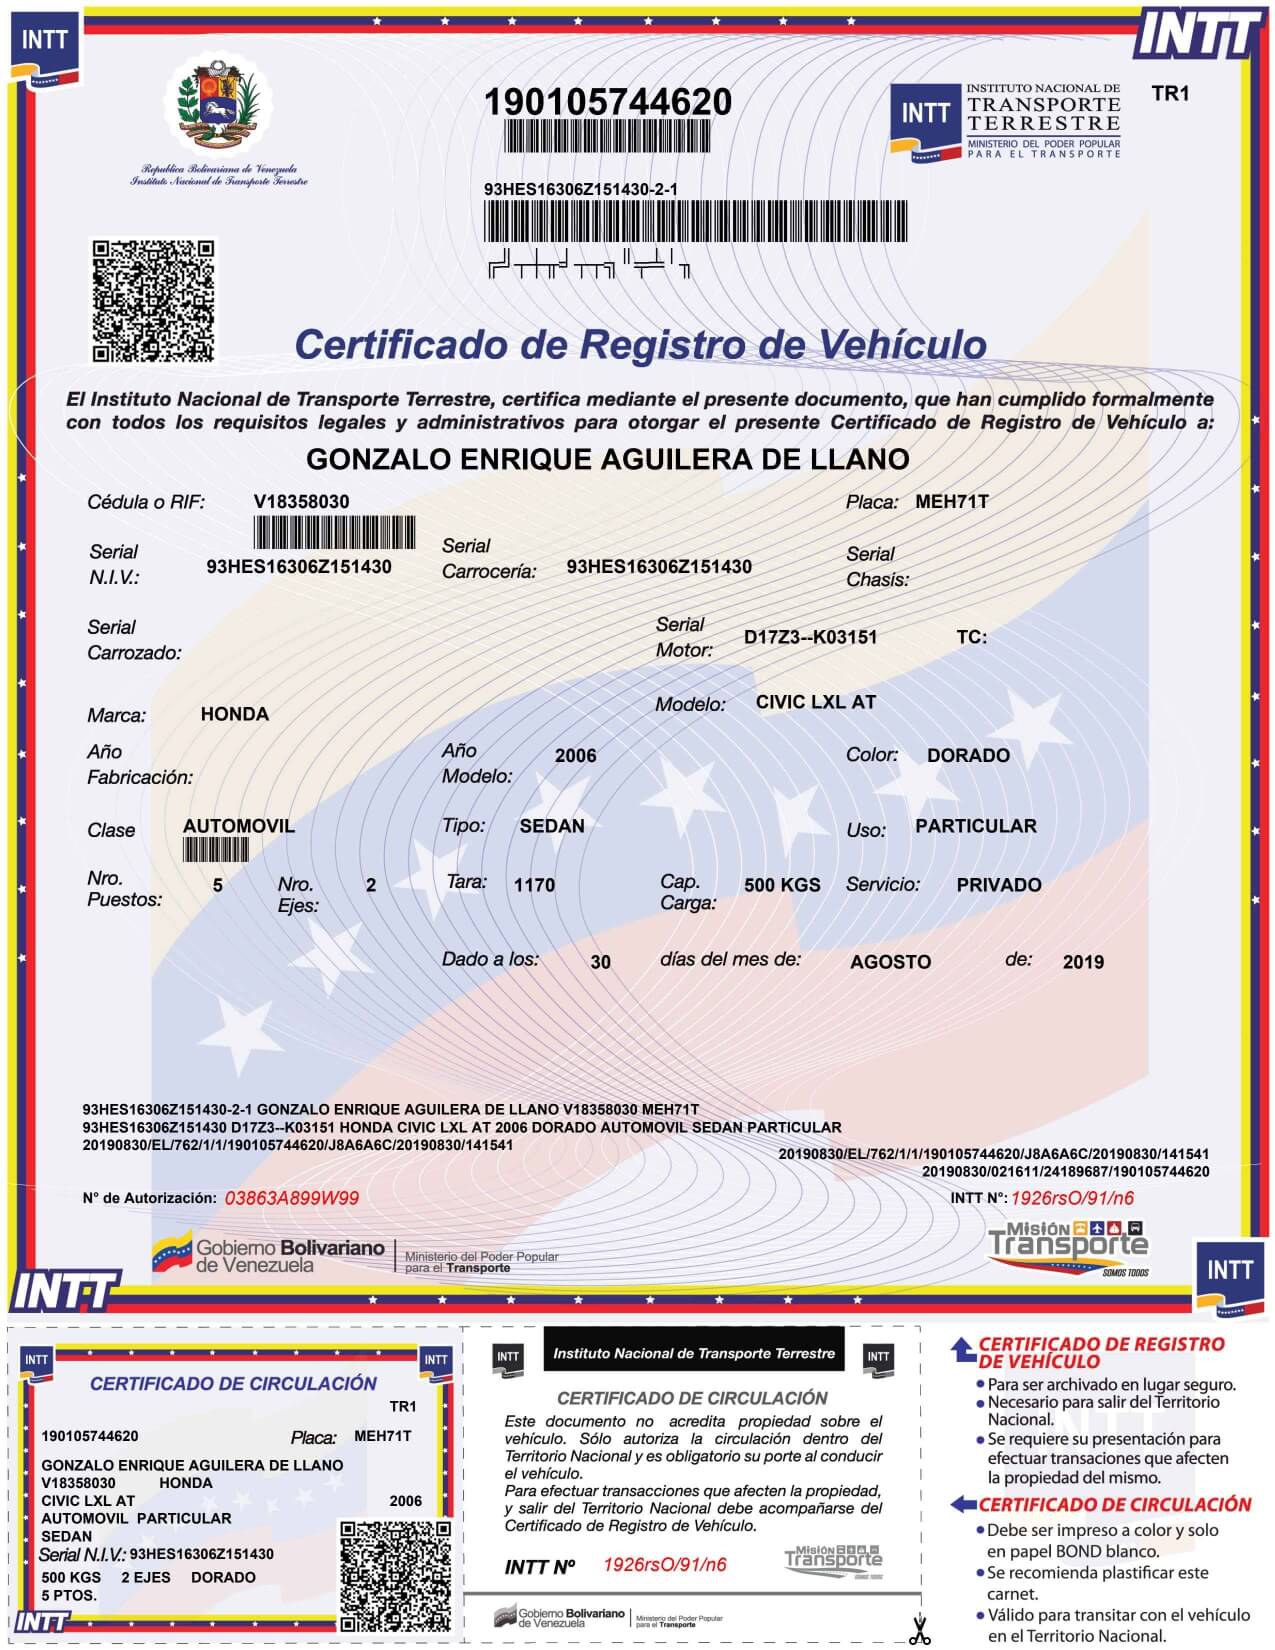 INTT
INTT
República Bolivariana de Venezuela
Instituto Nacional de Transporte Terrestre
190105744620
93HES16306Z151430-2-1
INTT
INSTITUTO NACIONAL DE
TRANSPORTE
TERRESTRE
MINISTERIO DEL PODER POPULAR
PARA EL TRANSPORTE
TR1
Certificado de Registro de Vehículo
El Instituto Nacional de Transporte Terrestre, certifica mediante el presente documento, que han cumplido formalmente
con todos los requisitos legales y administrativos para otorgar el presente Certificado de Registro de Vehículo a:
GONZALO ENRIQUE AGUILERA DE LLANO
Cédula o RIF: V18358030 Placa: MEH71T
Serial N.I.V.: 93HES16306Z151430 Serial Carrocería: 93HES16306Z151430 Serial Chasis:
Serial Carrozado: Serial Motor: D17Z3--K03151 TC:
Marca: HONDA Modelo: CIVIC LXL AT
Año Fabricación: Año Modelo: 2006 Color: DORADO
Clase AUTOMOVIL Tipo: SEDAN Uso: PARTICULAR
Nro. Puestos: 5 Nro. Ejes: 2 Tara: 1170 Cap. Carga: 500 KGS Servicio: PRIVADO
Dado a los: 30 días del mes de: AGOSTO de: 2019
93HES16306Z151430-2-1 GONZALO ENRIQUE AGUILERA DE LLANO V18358030 MEH71T
93HES16306Z151430 D17Z3--K03151 HONDA CIVIC LXL AT 2006 DORADO AUTOMOVIL SEDAN PARTICULAR
20190830/EL/762/1/1/190105744620/J8A6A6C/20190830/141541
20190830/EL/762/1/1/190105744620/J8A6A6C/20190830/141541
20190830/021611/24189687/190105744620
N° de Autorización: 03863A899W99
INTT N°: 1926rsO/91/n6
Gobierno Bolivariano
de Venezuela
Ministerio del Poder Popular
para el Transporte
Misión
Transporte
SOMOS TODOS
INTT
INTT
INTT
INTT
CERTIFICADO DE CIRCULACIÓN
TR1
190105744620 Placa: MEH71T
GONZALO ENRIQUE AGUILERA DE LLANO
V18358030 HONDA
CIVIC LXL AT 2006
AUTOMOVIL PARTICULAR
SEDAN
Serial N.I.V.: 93HES16306Z151430
500 KGS 2 EJES DORADO
5 PTOS.
INTT
INTT
Instituto Nacional de Transporte Terrestre
INTT
CERTIFICADO DE CIRCULACIÓN
Este documento no acredita propiedad sobre el
vehículo. Sólo autoriza la circulación dentro del
Territorio Nacional y es obligatorio su porte al conducir
el vehículo.
Para efectuar transacciones que afecten la propiedad,
y salir del Territorio Nacional debe acompañarse del
Certificado de Registro de Vehículo.
INTT Nº 1926rsO/91/n6
Misión
Transporte
SOMOS TODOS
Gobierno Bolivariano
de Venezuela
Ministerio del Poder Popular
para el Transporte
CERTIFICADO DE REGISTRO
DE VEHÍCULO
• Para ser archivado en lugar seguro.
• Necesario para salir del Territorio
Nacional.
• Se requiere su presentación para
efectuar transaciones que afecten
la propiedad del mismo.
CERTIFICADO DE CIRCULACIÓN
• Debe ser impreso a color y solo
en papel BOND blanco.
• Se recomienda plastificar este
carnet.
• Válido para transitar con el vehículo
en el Territorio Nacional.
INTT